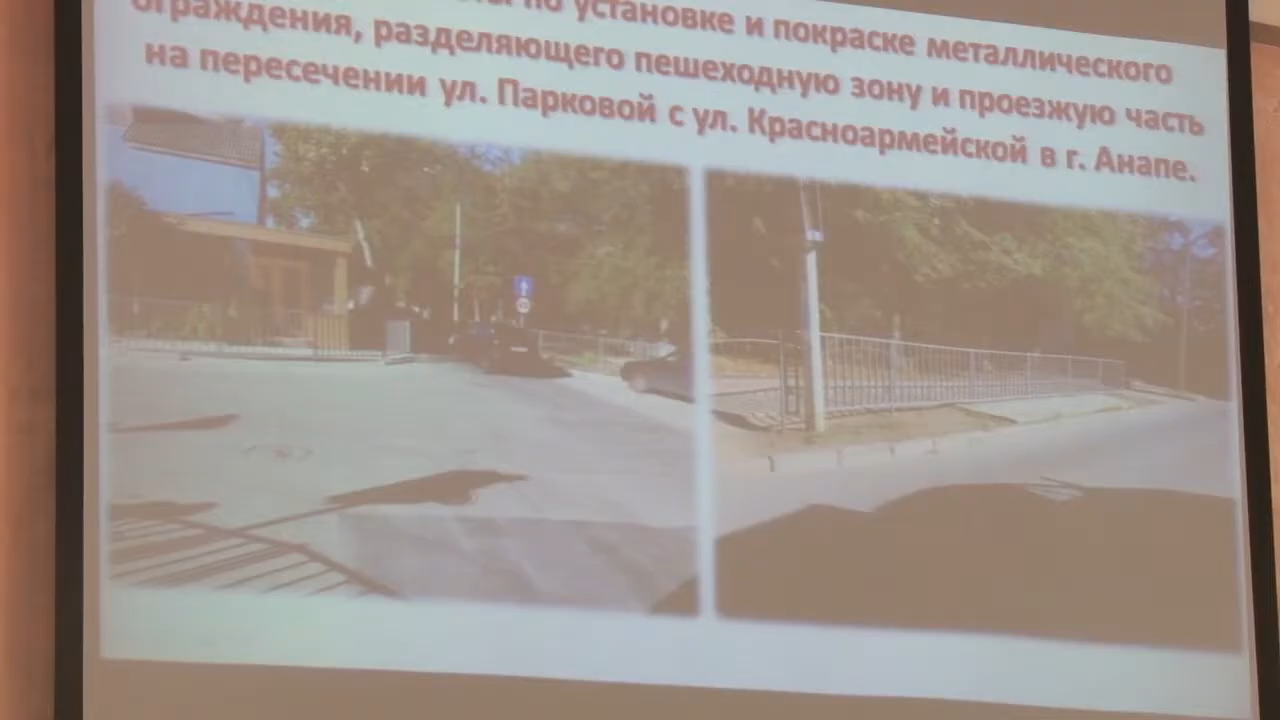 по установке и покраске металлического
ограждения, разделяющего пешеходную зону и проезжую часть
на пересечении ул. Парковой с ул. Красноармейской в г. Анапе.